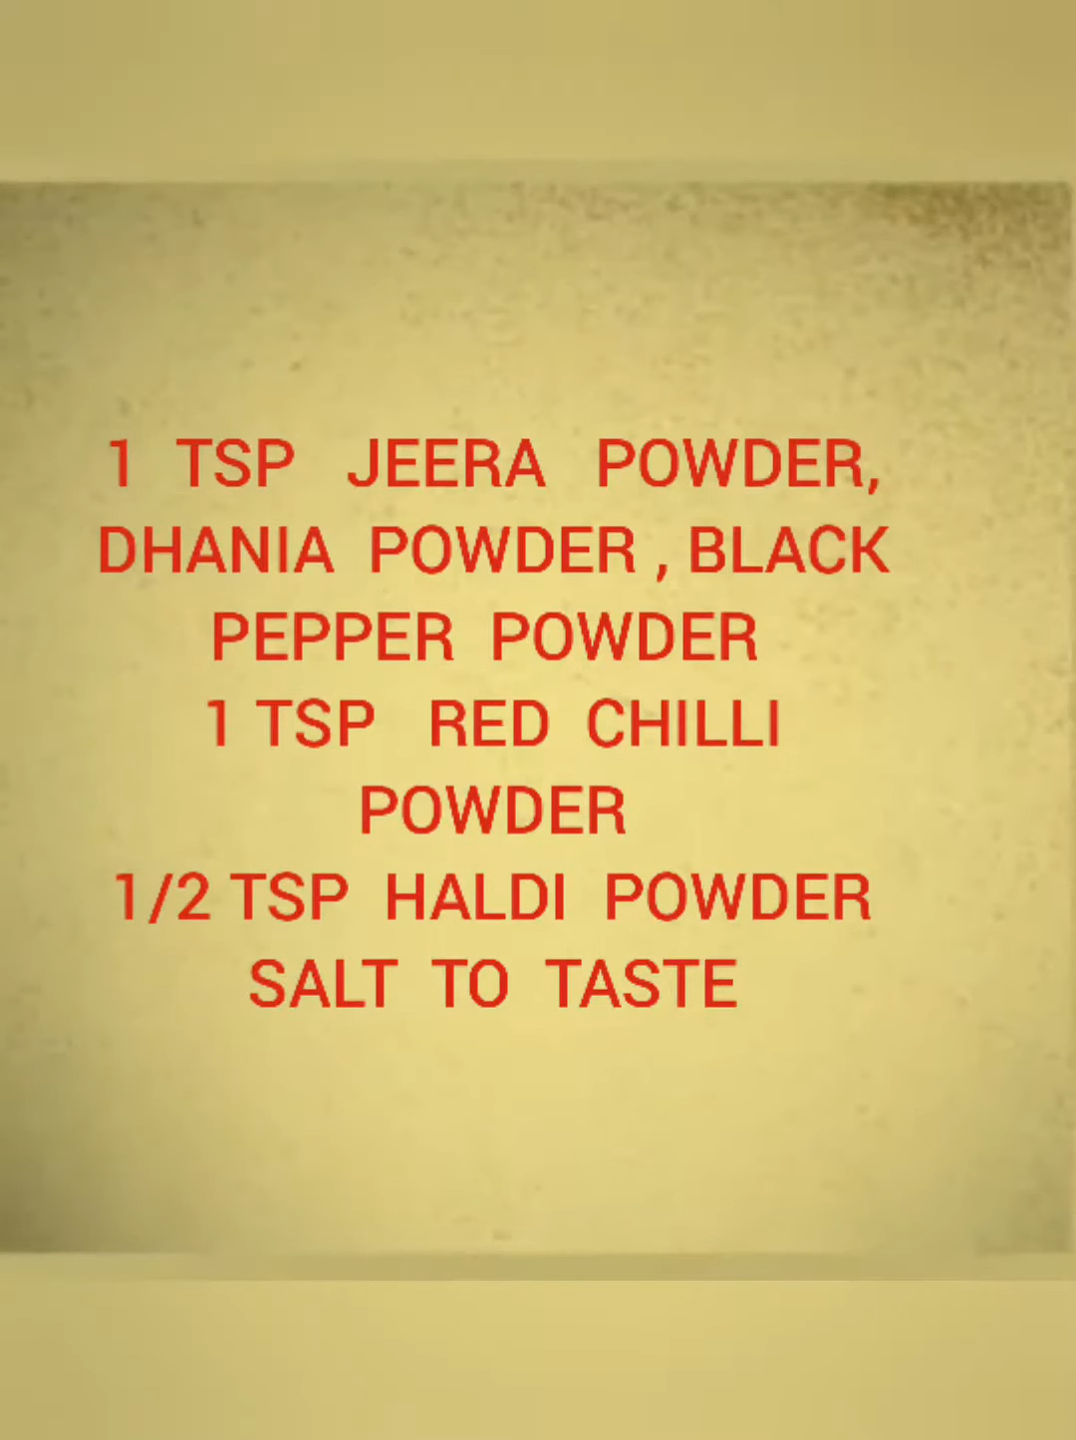 1 TSP JEERA POWDER,
DHANIA POWDER , BLACK
PEPPER POWDER
1 TSP RED CHILLI
POWDER
1/2 TSP HALDI POWDER
SALT TO TASTE